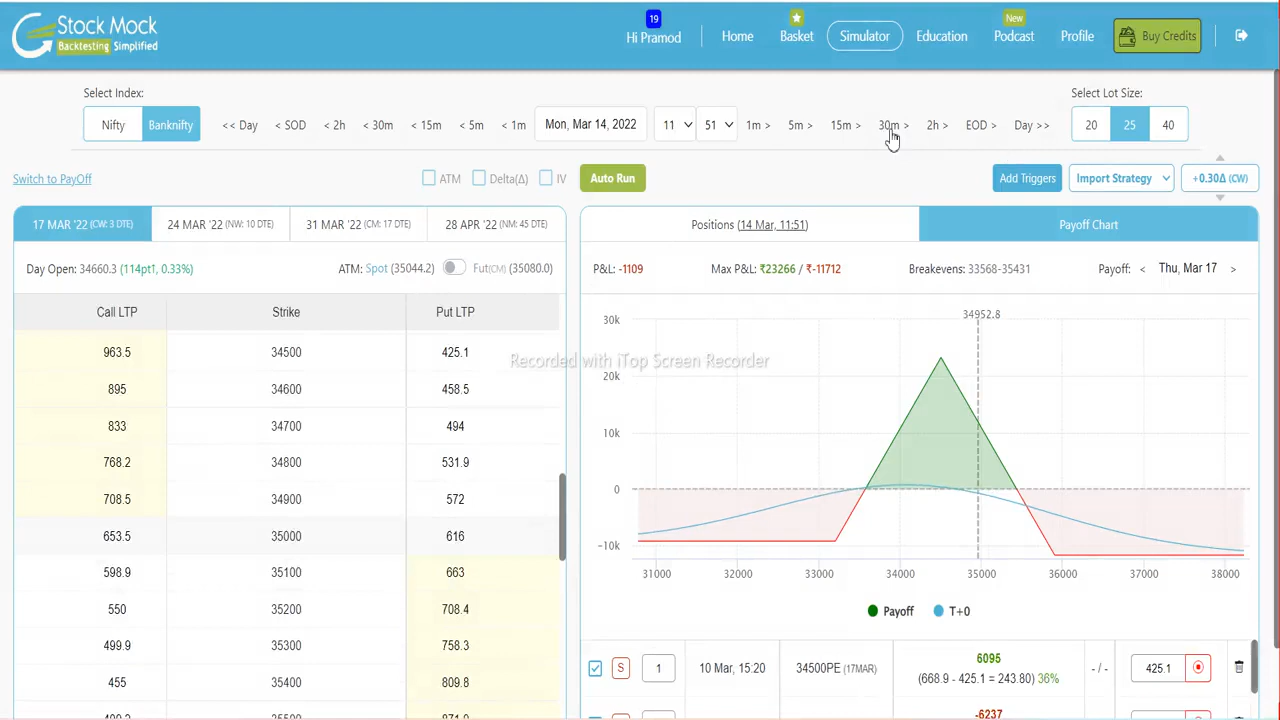 Stock Mock
Backtesting Simplified
19
Hi Pramod
Home
Basket
Simulator
Education
New
Podcast
Profile
Buy Credits
Select Index:
Nifty
Banknifty
<< Day
< SOD
< 2h
< 30m
< 15m
< 5m
< 1m
Mon, Mar 14, 2022
11
51
1m >
5m >
15m >
30m >
2h >
EOD >
Day >>
Select Lot Size:
20
25
40
Switch to PayOff
ATM
Delta(Δ)
IV
Auto Run
Add Triggers
Import Strategy
+0.30Δ (CW)
17 MAR '22 (CW: 3 DTE)
24 MAR '22 (NW: 10 DTE)
31 MAR '22 (CM: 17 DTE)
28 APR '22 (NM: 45 DTE)
Positions (14 Mar, 11:51)
Payoff Chart
Day Open: 34660.3 (114pt1, 0.33%)
ATM: Spot (35044.2)
Fut(CM) (35080.0)
P&L: -1109
Max P&L: ₹23266 / ₹-11712
Breakevens: 33568-35431
Payoff: < Thu, Mar 17 >
Call LTP Strike Put LTP
963.5 34500 425.1
895 34600 458.5
833 34700 494
768.2 34800 531.9
708.5 34900 572
653.5 35000 616
598.9 35100 663
550 35200 708.4
499.9 35300 758.3
455 35400 809.8
34952.8
30k
20k
10k
0
-10k
31000 32000 33000 34000 35000 36000 37000 38000
Payoff T+0
Recorded with iTop Screen Recorder
S
1
10 Mar, 15:20
34500PE (17MAR)
6095
(668.9 - 425.1 = 243.80) 36%
- / -
425.1
-6237